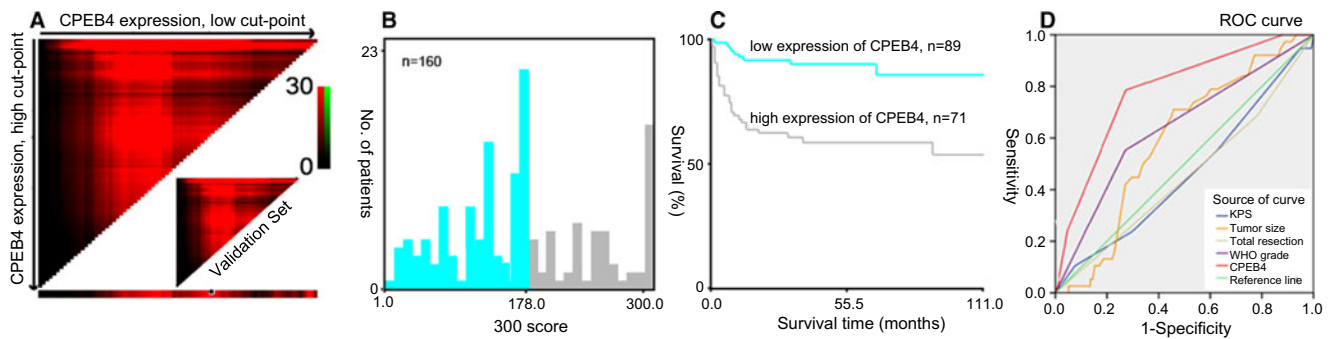 A
CPEB4 expression, low cut-point
CPEB4 expression, high cut-point
30
0
Validation Set
B
23
n=160
No. of patients
0
1.0
178.0
300.0
300 score
C
100
low expression of CPEB4, n=89
high expression of CPEB4, n=71
Survival (%)
50
0
0.0
55.5
111.0
Survival time (months)
D
ROC curve
1.0
0.8
0.6
0.4
0.2
0.0
Sensitivity
Source of curve
KPS
Tumor size
Total resection
WHO grade
CPEB4
Reference line
0.0
0.2
0.4
0.6
0.8
1.0
1-Specificity